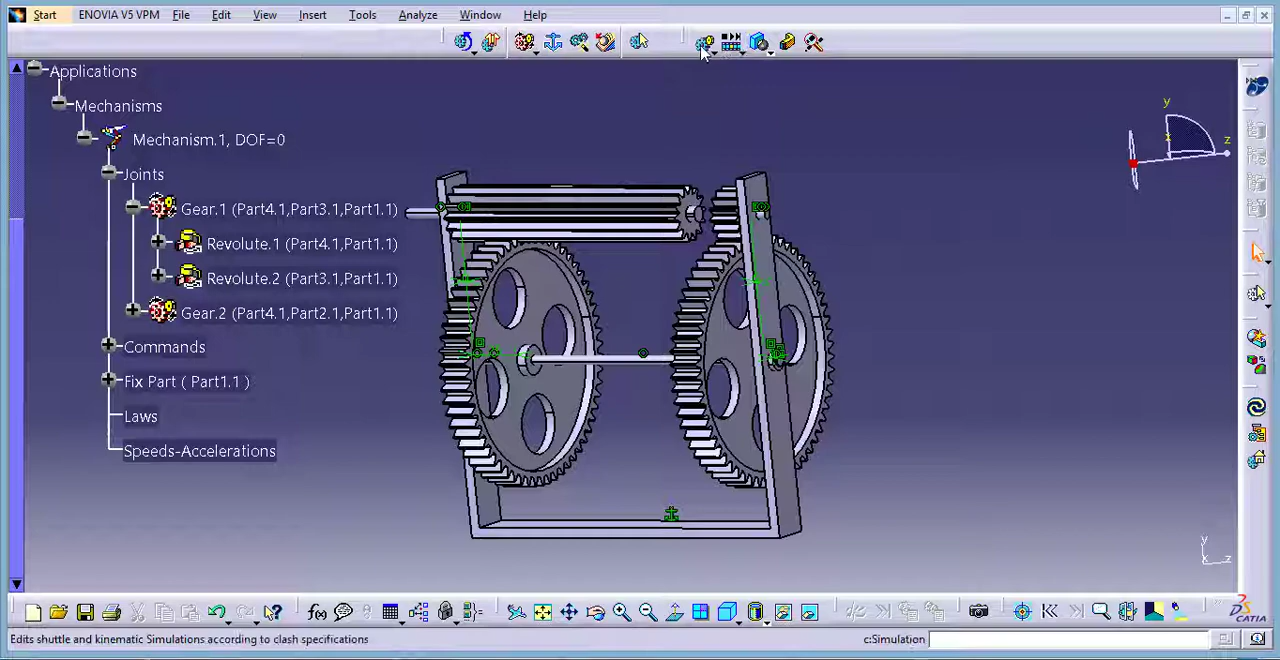 Start ENOVIA V5 VPM File Edit View Insert Tools Analyze Window Help
Applications
Mechanisms
Mechanism.1, DOF=0
Joints
Gear.1 (Part4.1,Part3.1,Part1.1)
Revolute.1 (Part4.1,Part1.1)
Revolute.2 (Part3.1,Part1.1)
Gear.2 (Part4.1,Part2.1,Part1.1)
Commands
Fix Part ( Part1.1 )
Laws
Speeds-Accelerations
y
x
z
y
x
z
f(x)
CATIA
Edits shuttle and kinematic Simulations according to clash specifications
c:Simulation